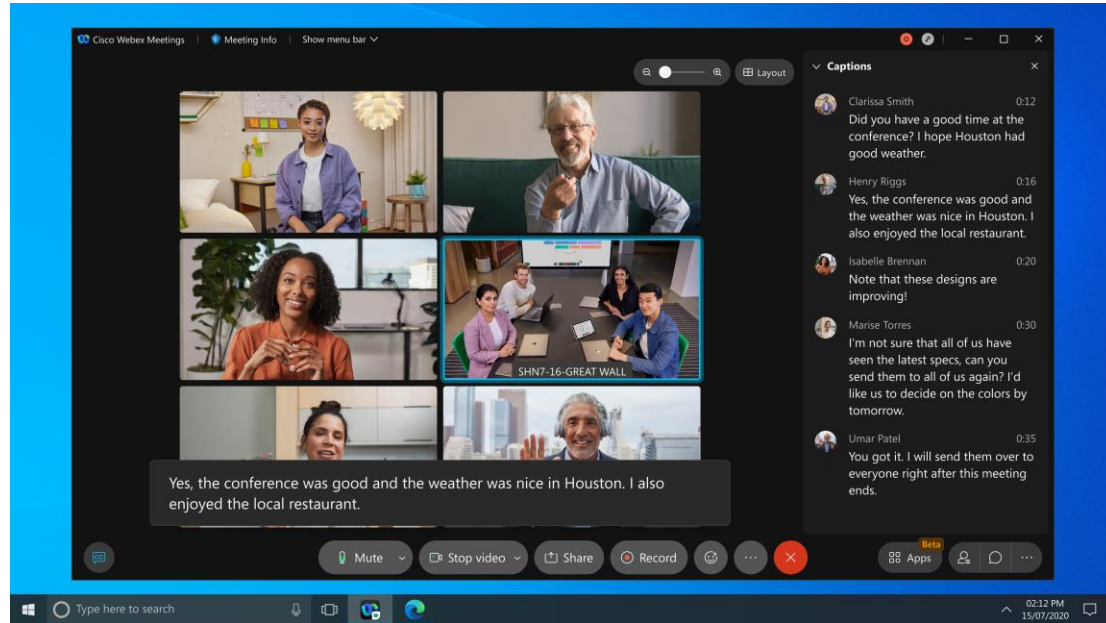 Cisco Webex Meetings
Meeting Info
Show menu bar
Layout
SHN7-16-GREAT WALL
Yes, the conference was good and the weather was nice in Houston. I also
enjoyed the local restaurant.
Captions
Clarissa Smith 0:12
Did you have a good time at the
conference? I hope Houston had
good weather.
Henry Riggs 0:16
Yes, the conference was good and
the weather was nice in Houston. I
also enjoyed the local restaurant.
Isabelle Brennan 0:20
Note that these designs are
improving!
Marise Torres 0:30
I'm not sure that all of us have
seen the latest specs, can you
send them to all of us again? I'd
like us to decide on the colors by
tomorrow.
Umar Patel 0:35
You got it. I will send them over to
everyone right after this meeting
ends.
Mute
Stop video
Share
Record
Beta
Apps
Type here to search
02:12 PM
15/07/2020